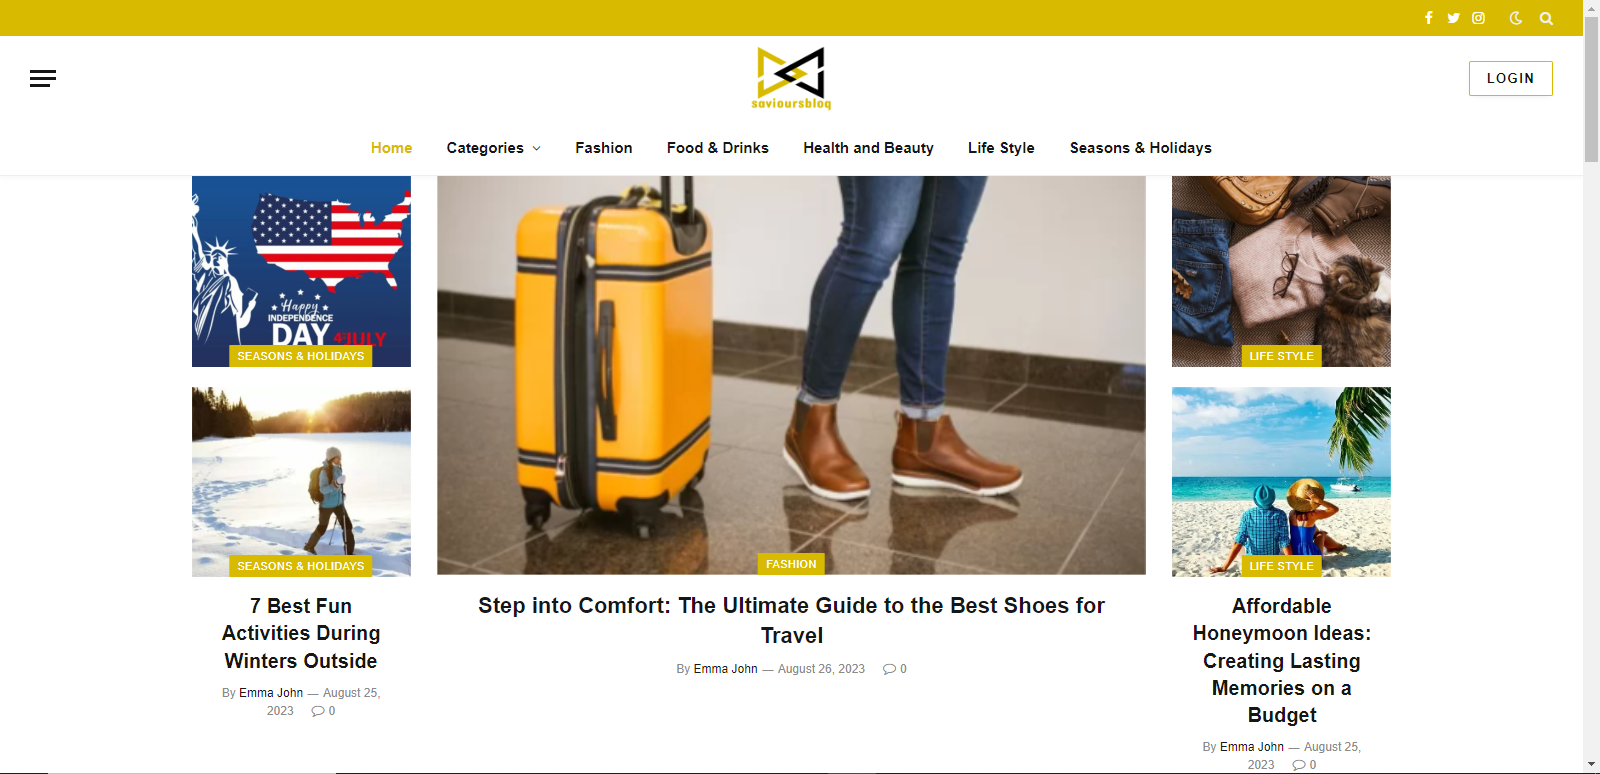 savioursblog
LOGIN
Home Categories Fashion Food & Drinks Health and Beauty Life Style Seasons & Holidays
Happy
INDEPENDENCE
DAY 4th JULY
SEASONS & HOLIDAYS
SEASONS & HOLIDAYS
7 Best Fun
Activities During
Winters Outside
By Emma John — August 25,
2023 0
FASHION
Step into Comfort: The Ultimate Guide to the Best Shoes for
Travel
By Emma John — August 26, 2023 0
LIFE STYLE
LIFE STYLE
Affordable
Honeymoon Ideas:
Creating Lasting
Memories on a
Budget
By Emma John — August 25,
2023 0